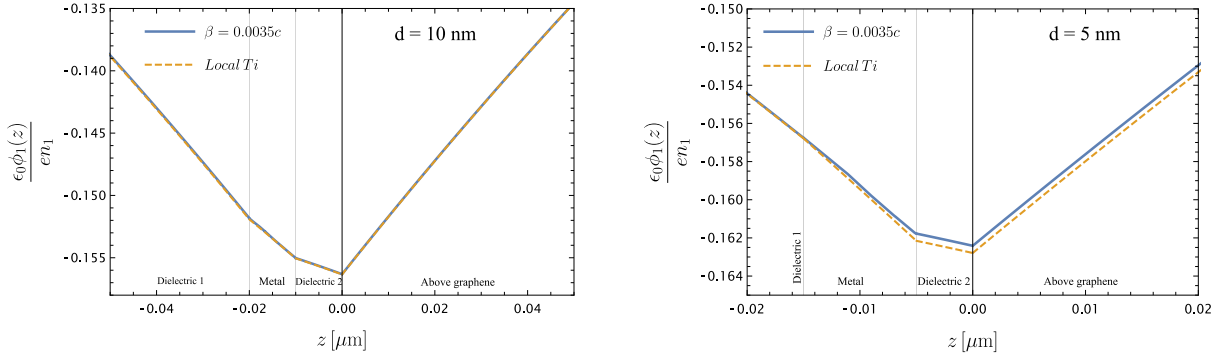 β = 0.0035c
Local Ti
d = 10 nm
-0.135
-0.140
-0.145
-0.150
-0.155
ϵ₀ϕ₁(z)
en₁
Dielectric 1
Metal
Dielectric 2
Above graphene
-0.04
-0.02
0.00
0.02
0.04
z [μm]
β = 0.0035c
Local Ti
d = 5 nm
-0.150
-0.152
-0.154
-0.156
-0.158
-0.160
-0.162
-0.164
ϵ₀ϕ₁(z)
en₁
Dielectric 1
Metal
Dielectric 2
Above graphene
-0.02
-0.01
0.00
0.01
0.02
z [μm]